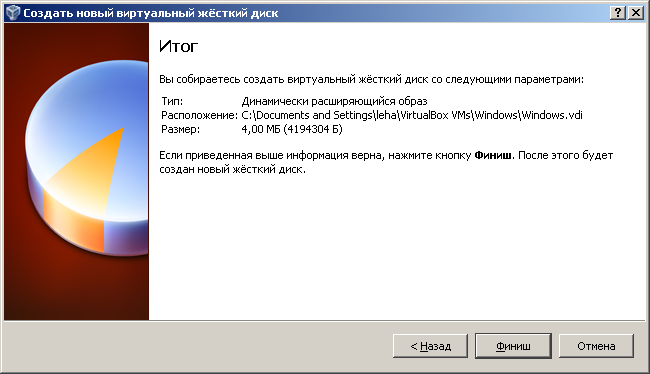 Создать новый виртуальный жёсткий диск
Итог
Вы собираетесь создать виртуальный жёсткий диск со следующими параметрами:
Тип: Динамически расширяющийся образ
Расположение: C:\Documents and Settings\leha\VirtualBox VMs\Windows\Windows.vdi
Размер: 4,00 МБ (4194304 Б)
Если приведенная выше информация верна, нажмите кнопку Финиш. После этого будет
создан новый жёсткий диск.
< Назад Финиш Отмена